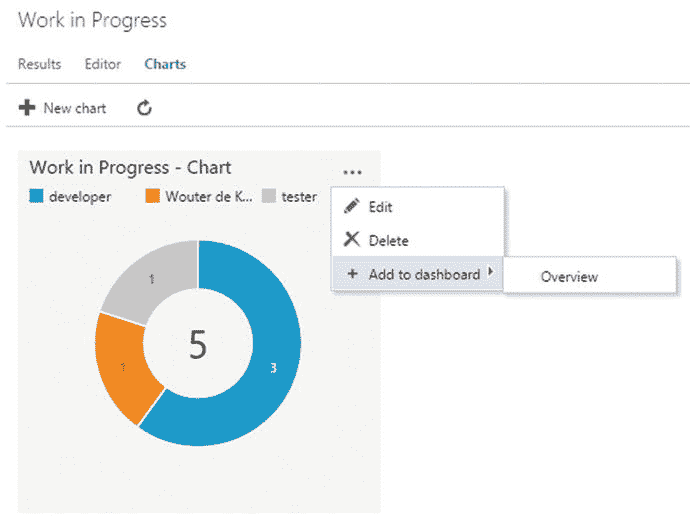 Work in Progress
Results Editor Charts
New chart
Work in Progress - Chart ...
developer Wouter de K... tester
Edit
Delete
Add to dashboard Overview
1
5
1 3